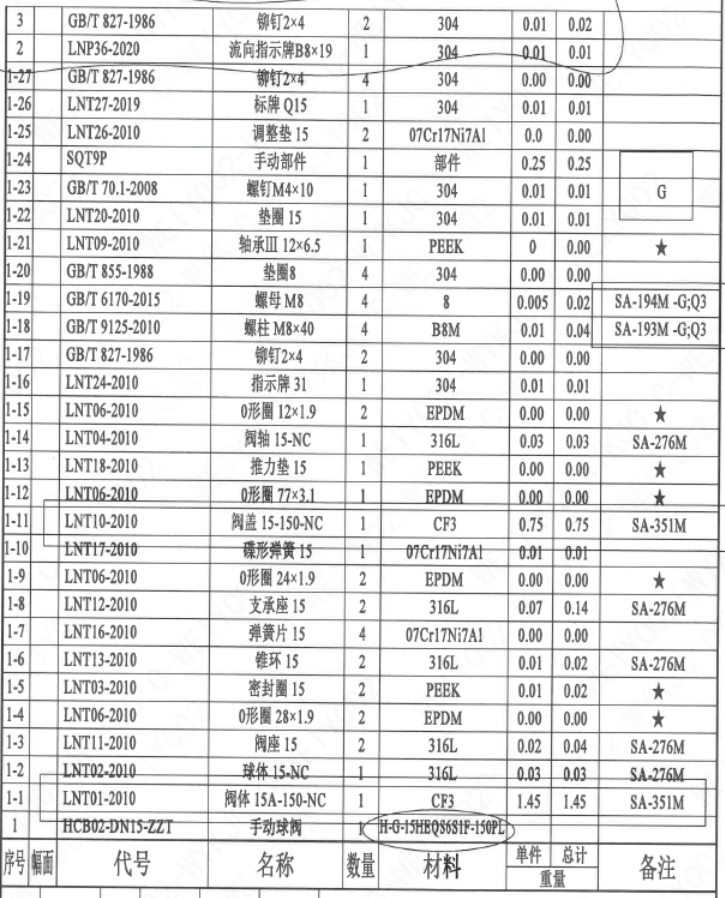 3 GB/T 827-1986 铆钉2×4 2 304 0.01 0.02
2 LNP36-2020 流向指示牌B8×19 1 304 0.01 0.01
1-27 GB/T 827-1986 铆钉2×4 4 304 0.00 0.00
1-26 LNT27-2019 标牌 Q15 1 304 0.01 0.01
1-25 LNT26-2010 调整垫 15 2 07Cr17Ni7Al 0.0 0.00
1-24 SQT9P 手动部件 1 部件 0.25 0.25
1-23 GB/T 70.1-2008 螺钉M4×10 1 304 0.01 0.01 G
1-22 LNT20-2010 垫圈 15 1 304 0.01 0.01
1-21 LNT09-2010 轴承Ⅲ 12×6.5 1 PEEK 0 0.00 ★
1-20 GB/T 855-1988 垫圈8 4 304 0.00 0.00
1-19 GB/T 6170-2015 螺母 M8 4 8 0.005 0.02 SA-194M -G;Q3
1-18 GB/T 9125-2010 螺柱 M8×40 4 B8M 0.01 0.04 SA-193M -G;Q3
1-17 GB/T 827-1986 铆钉2×4 2 304 0.00 0.00
1-16 LNT24-2010 指示牌 31 1 304 0.01 0.01
1-15 LNT06-2010 0形圈 12×1.9 2 EPDM 0.00 0.00 ★
1-14 LNT04-2010 阀轴 15-NC 1 316L 0.03 0.03 SA-276M
1-13 LNT18-2010 推力垫 15 1 PEEK 0.00 0.00 ★
1-12 LNT06-2010 0形圈 77×3.1 1 EPDM 0.00 0.00 ★
1-11 LNT10-2010 阀盖 15-150-NC 1 CF3 0.75 0.75 SA-351M
1-10 LNT17-2010 碟形弹簧 15 1 07Cr17Ni7Al 0.01 0.01
1-9 LNT06-2010 0形圈 24×1.9 2 EPDM 0.00 0.00 ★
1-8 LNT12-2010 支承座 15 2 316L 0.07 0.14 SA-276M
1-7 LNT16-2010 弹簧片 15 4 07Cr17Ni7Al 0.00 0.00
1-6 LNT13-2010 锥环 15 2 316L 0.01 0.02 SA-276M
1-5 LNT03-2010 密封圈 15 2 PEEK 0.01 0.02 ★
1-4 LNT06-2010 0形圈 28×1.9 2 EPDM 0.00 0.00 ★
1-3 LNT11-2010 阀座 15 2 316L 0.02 0.04 SA-276M
1-2 LNT02-2010 球体 15-NC 1 316L 0.03 0.03 SA-276M
1-1 LNT01-2010 阀体 15A-150-NC 1 CF3 1.45 1.45 SA-351M
1 HCB02-DN15-ZZT 手动球阀 1 H-G-15HEQS6S1F-150PL
序号 幅面 代号 名称 数量 材料 单件 总计 备注
重量